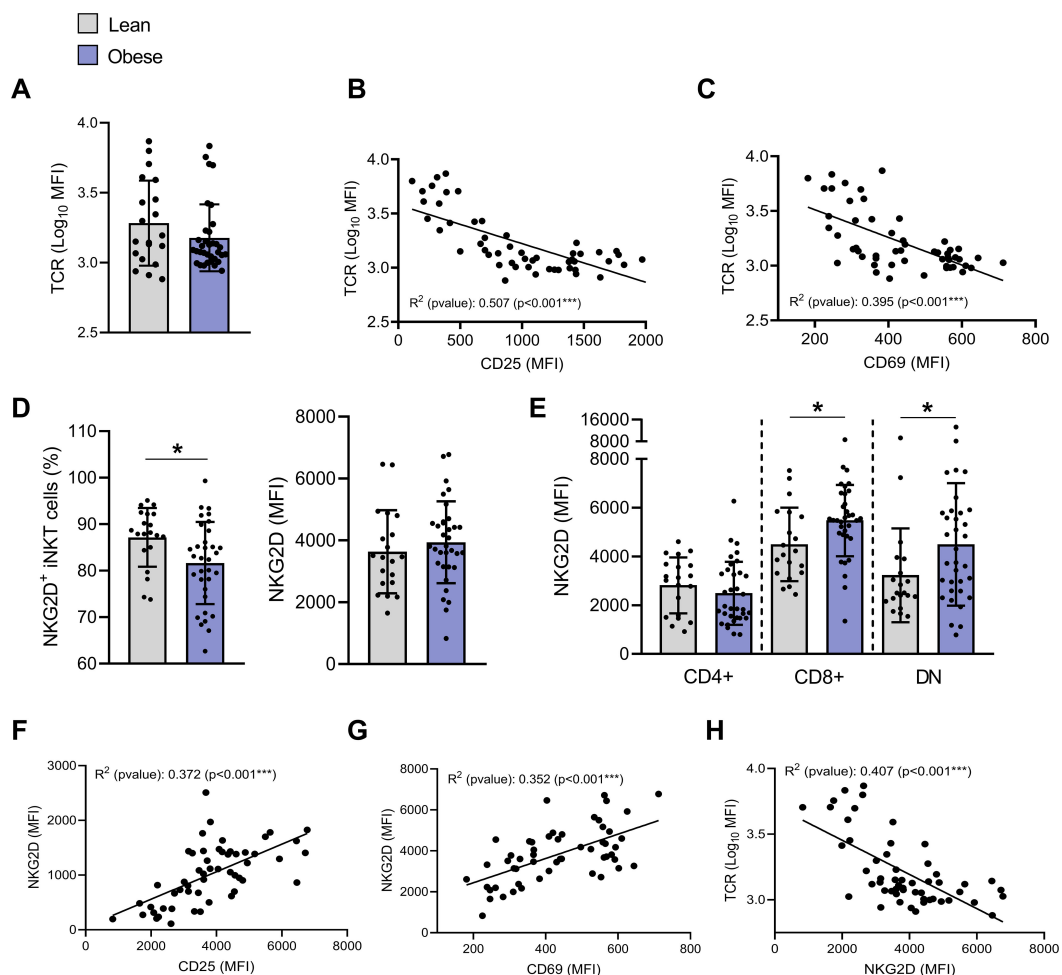 Lean
Obese
A
TCR (Log10 MFI)
4.0
3.5
3.0
2.5
B
TCR (Log10 MFI)
4.0
3.5
3.0
2.5
R2 (pvalue): 0.507 (p<0.001***)
0 500 1000 1500 2000
CD25 (MFI)
C
TCR (Log10 MFI)
4.0
3.5
3.0
2.5
R2 (pvalue): 0.395 (p<.001***)
200 400 600 800
CD69 (MFI)
D
NKG2D+ iNKT cells (%)
110
100
90
80
70
60
*
NKG2D (MFI)
8000
6000
4000
2000
0
E
NKG2D (MFI)
16000
8000
8000
6000
4000
2000
0
*
*
CD4+ CD8+ DN
F
NKG2D (MFI)
3000
2000
1000
0
R2 (pvalue): 0.372 (p<.001***)
0 2000 4000 6000 8000
CD25 (MFI)
G
NKG2D (MFI)
8000
6000
4000
2000
0
R2 (pvalue): 0.352 (p<.001***)
200 400 600 800
CD69 (MFI)
H
TCR (Log10 MFI)
4.0
3.5
3.0
R2 (pvalue): 0.407 (p<.001***)
0 2000 4000 6000 8000
NKG2D (MFI)